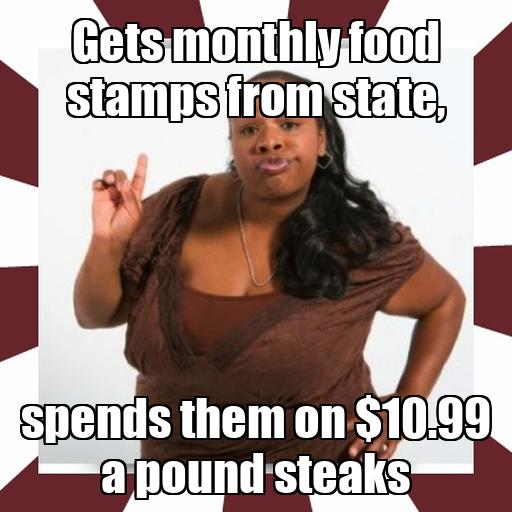 Gets monthly food
stamps from state,
spends them on $10.99
a pound steaks